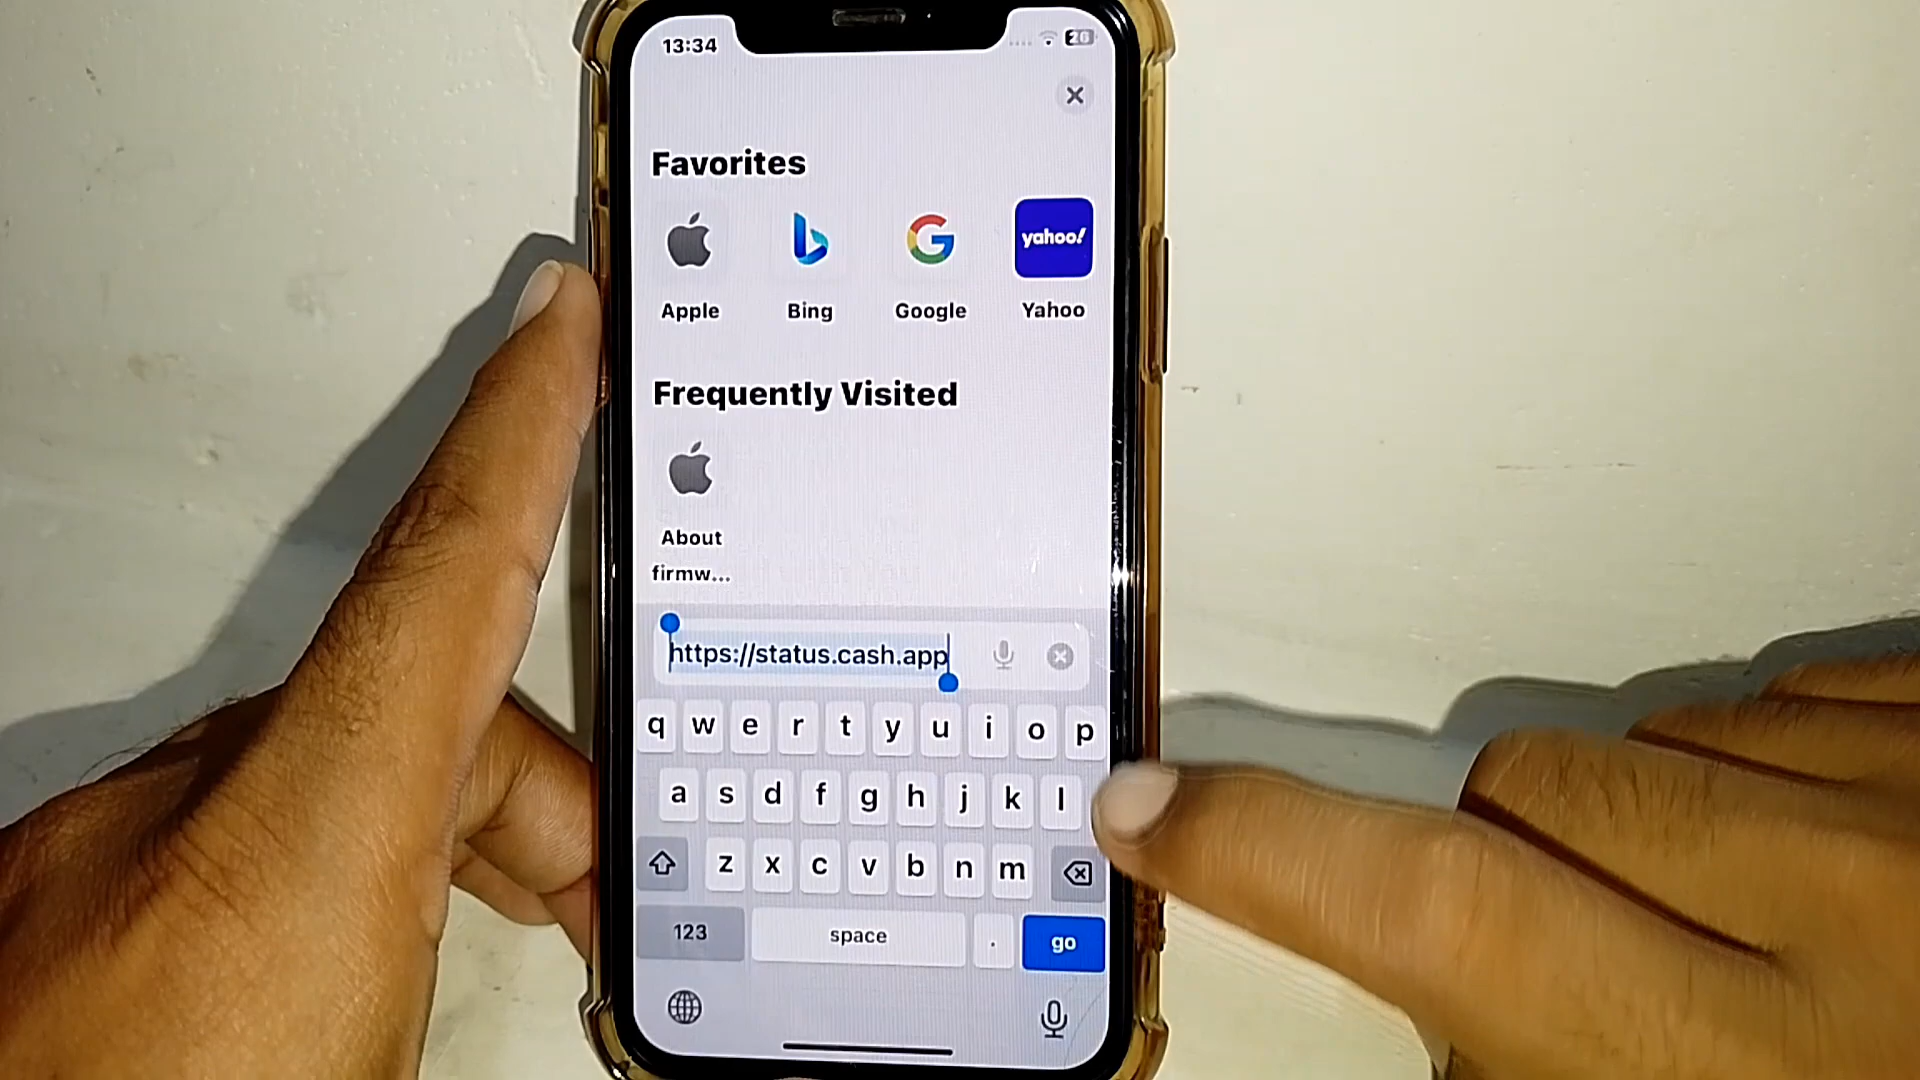 13:34
26
Favorites
yahoo!
Apple Bing Google Yahoo
Frequently Visited
About
firmw...
https://status.cash.app
q w e r t y u i o p
a s d f g h j k l
z x c v b n m
123 space . go